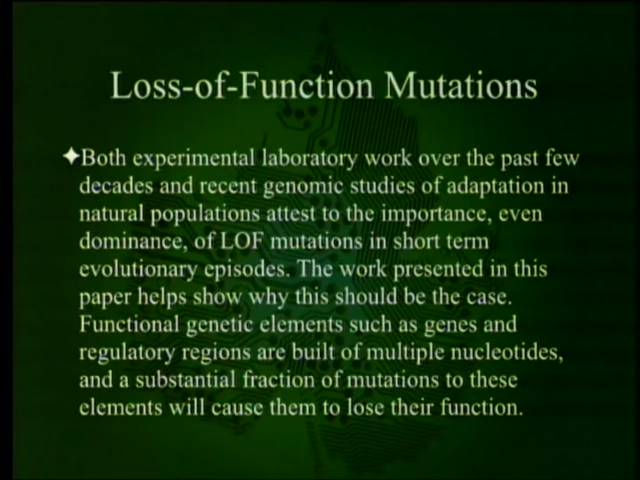 Loss-of-Function Mutations
✦Both experimental laboratory work over the past few
decades and recent genomic studies of adaptation in
natural populations attest to the importance, even
dominance, of LOF mutations in short term
evolutionary episodes. The work presented in this
paper helps show why this should be the case.
Functional genetic elements such as genes and
regulatory regions are built of multiple nucleotides,
and a substantial fraction of mutations to these
elements will cause them to lose their function.